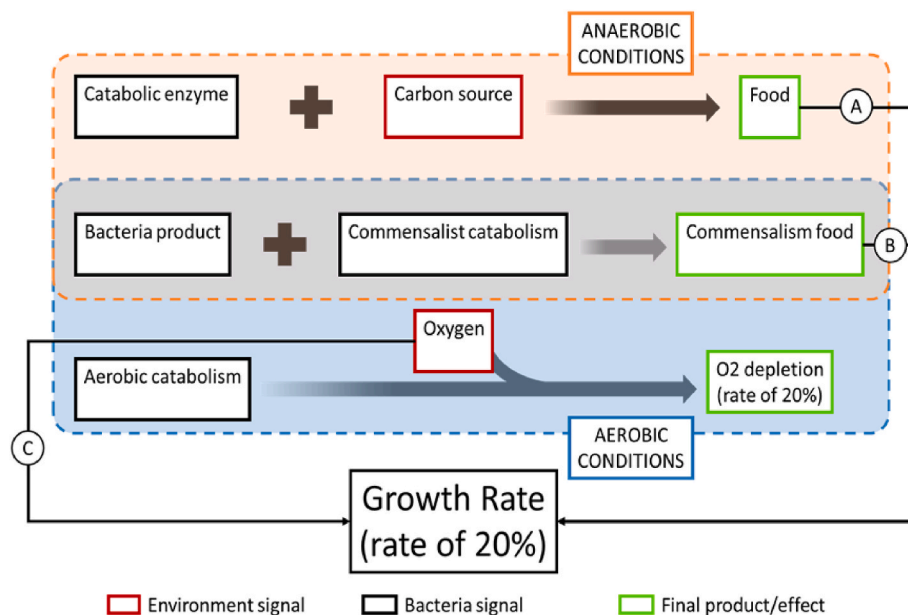 ANAEROBIC
CONDITIONS
Catabolic enzyme
Carbon source
Food
A
Bacteria product
Commensalist catabolism
Commensalism food
B
Oxygen
Aerobic catabolism
O2 depletion
(rate of 20%)
C
AEROBIC
CONDITIONS
Growth Rate
(rate of 20%)
Environment signal
Bacteria signal
Final product/effect